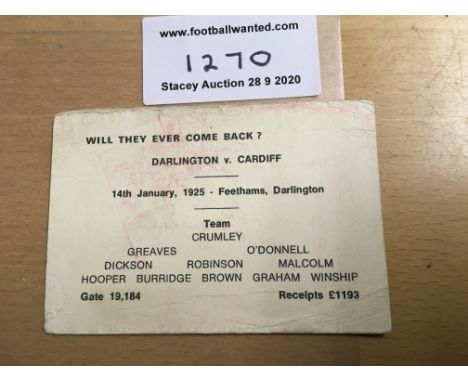 www.footballwanted.com
1270
Stacey Auction 28 9 2020
WILL THEY EVER COME BACK ?
DARLINGTON v. CARDIFF
14th January, 1925 - Feethams, Darlington
Team
CRUMLEY
GREAVES O'DONNELL
DICKSON ROBINSON MALCOLM
HOOPER BURRIDGE BROWN GRAHAM WINSHIP
Gate 19,184 Receipts £1193